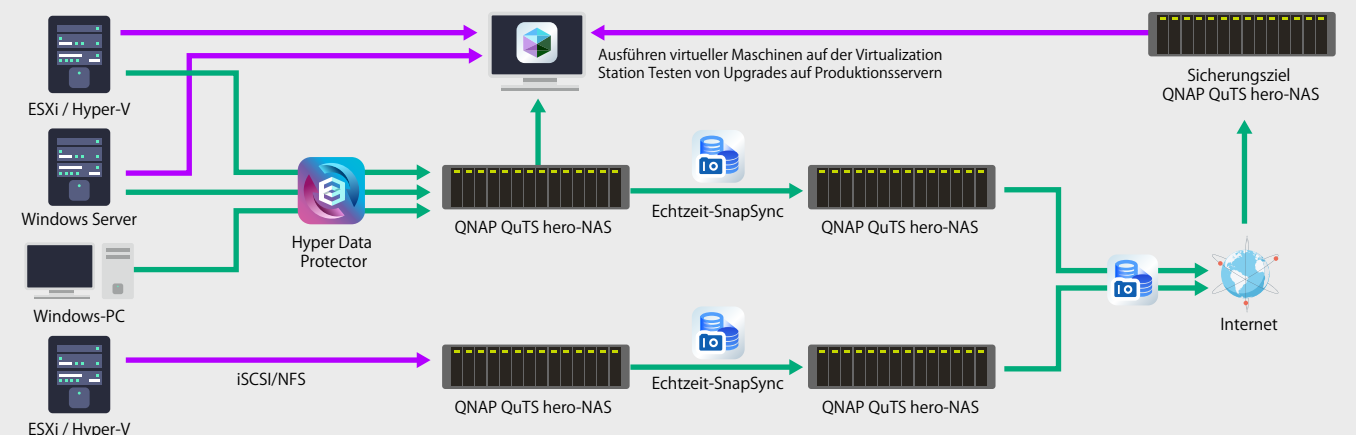 ESXi / Hyper-V
Ausführen virtueller Maschinen auf der Virtualization
Station Testen von Upgrades auf Produktionsservern
Sicherungsziel
QNAP QuTS hero-NAS
Windows Server
Hyper Data
Protector
QNAP QuTS hero-NAS
Echtzeit-SnapSync
QNAP QuTS hero-NAS
Windows-PC
Internet
ESXi / Hyper-V
iSCSI/NFS
QNAP QuTS hero-NAS
Echtzeit-SnapSync
QNAP QuTS hero-NAS